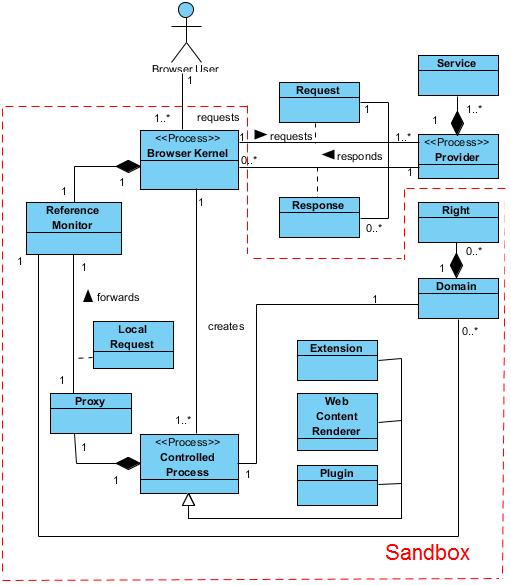 Browser User
1
1..*
requests
Service
1..*
1
Request
1
<<Process>>
Browser Kernel
1
requests
1..*
<<Process>>
Provider
0..*
responds
1
1
1
1
Response
0..*
Right
0..*
1
Reference
Monitor
1
1
Domain
1
0..*
forwards
Local
Request
creates
Extension
Web
Content
Renderer
Plugin
1
Proxy
1
1..*
<<Process>>
Controlled
Process
1
1
Sandbox